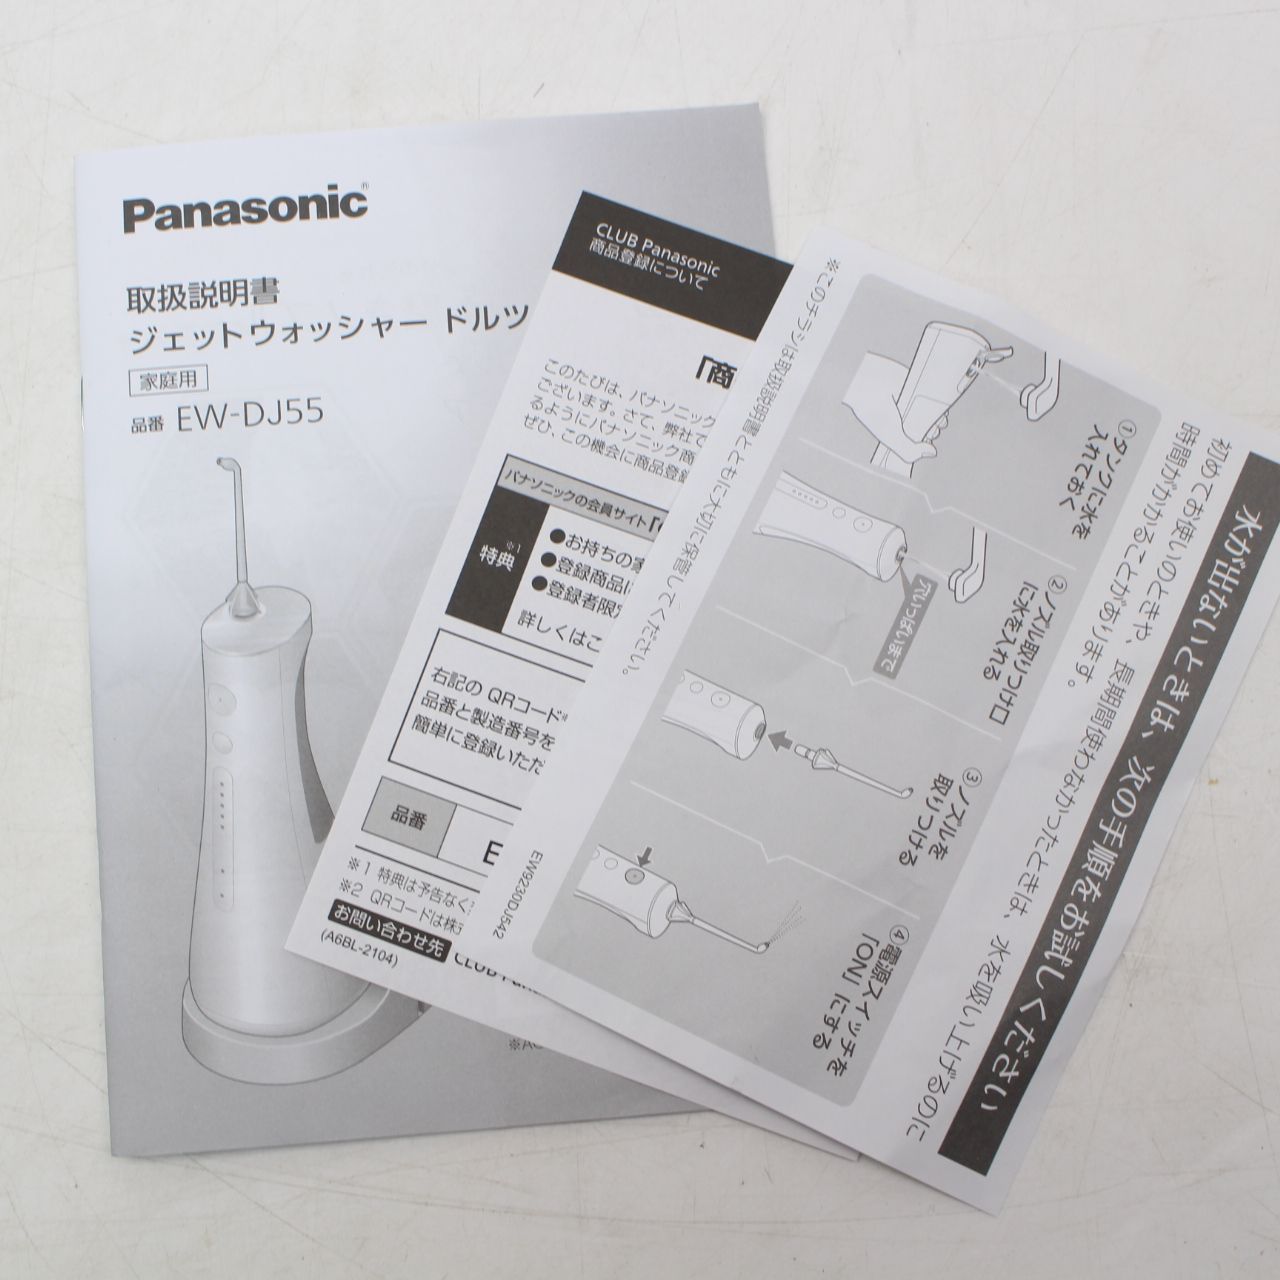 Panasonic®
取扱説明書
ジェットウォッシャー ドルツ
家庭用
品番 EW-DJ55
CLUB Panasonic
商品登録について
「商
このたびは、パナソニック
ございます。さて、弊社で
るようにパナソニック商
ぜひ、この機会に商品登録
パナソニックの会員サイト「
特典※1
●お持ちの家
●登録商品に
●登録者限定
詳しくはこ
右記の QRコード※
品番と製造番号を
簡単に登録いただ
品番
E
※1 特典は予告なく
※2 QRコードは株式
お問い合わせ先
(A6BL-2104)
水が出ないときは、次の手順をお試しください
初めてお使いのときや、長期間使わなかったときは、水を吸い上げるのに
時間がかかることがあります。
①タンクに水を
入れておく
②ノズル取りつけ口
に水を入れる
穴いっぱいまで
③ノズルを
取りつける
④電源スイッチを
「ON」にする
※このチラシは取扱説明書とともに大切に保管してください。
EW9230DJ542